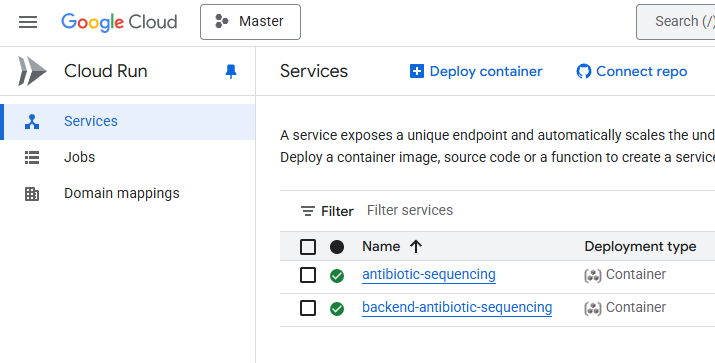 Google Cloud
Master
Search (/)
Cloud Run
Services
Deploy container
Connect repo
Services
Jobs
Domain mappings
A service exposes a unique endpoint and automatically scales the und
Deploy a container image, source code or a function to create a service
Filter Filter services
Name Deployment type
antibiotic-sequencing Container
backend-antibiotic-sequencing Container